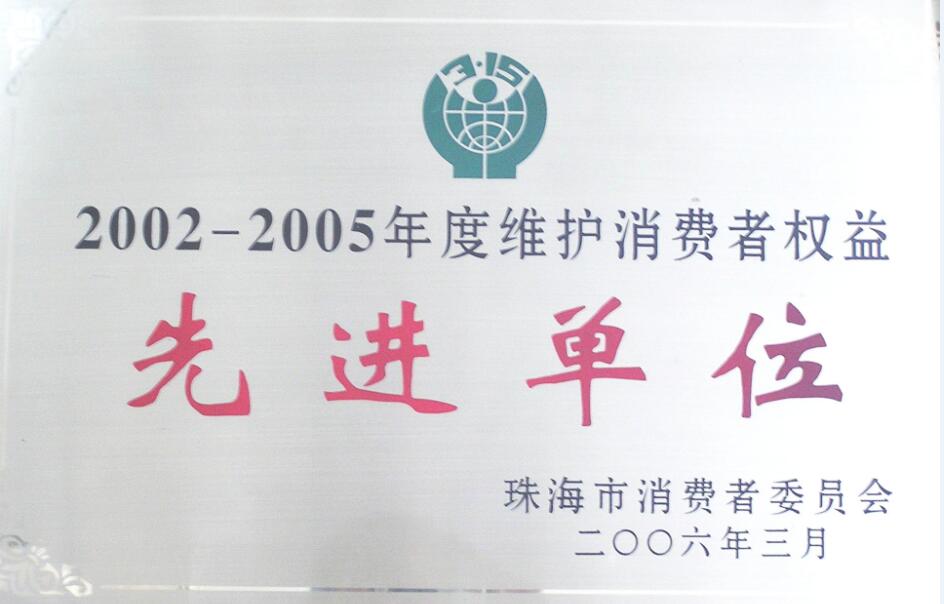 3·15
2002-2005年度维护消费者权益
先进单位
珠海市消费者委员会
二〇〇六年三月